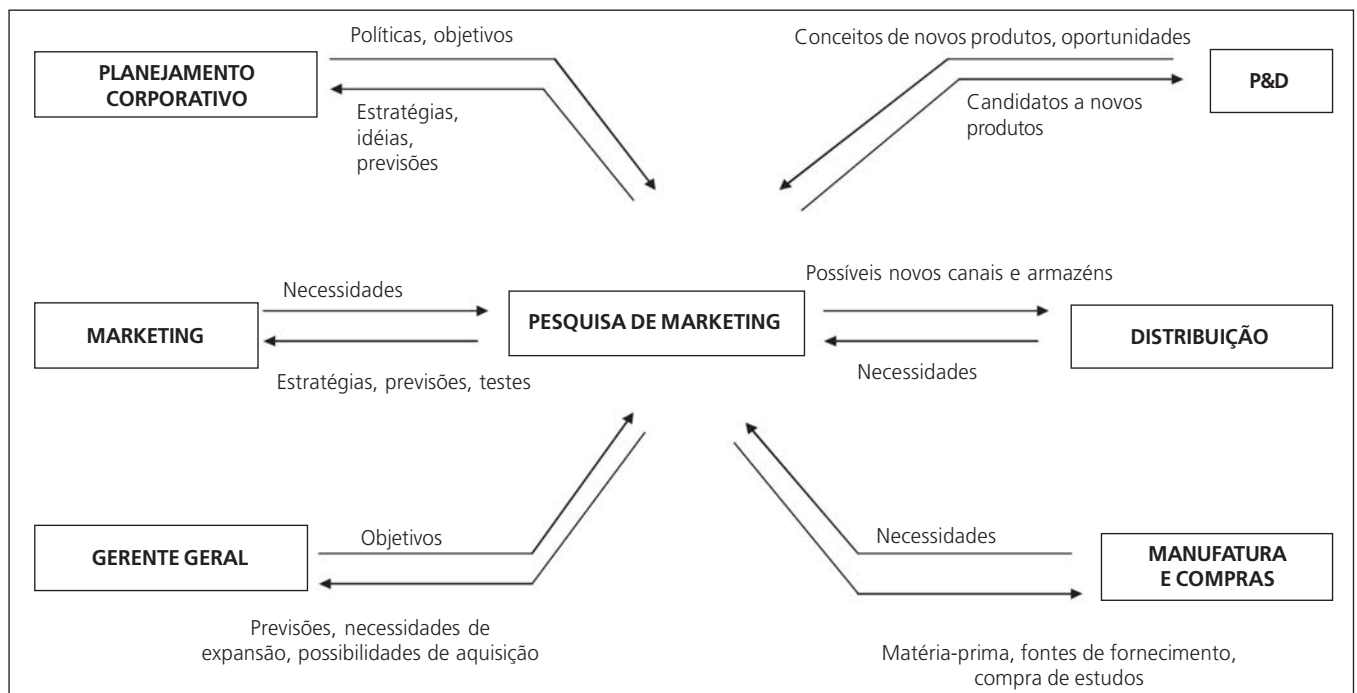 Políticas, objetivos
PLANEJAMENTO
CORPORATIVO
Estratégias,
idéias,
previsões
Conceitos de novos produtos, oportunidades
P&D
Candidatos a novos
produtos
Necessidades
MARKETING
Estratégias, previsões, testes
PESQUISA DE MARKETING
Possíveis novos canais e armazéns
DISTRIBUIÇÃO
Necessidades
Objetivos
GERENTE GERAL
Previsões, necessidades de
expansão, possibilidades de aquisição
Necessidades
MANUFATURA
E COMPRAS
Matéria-prima, fontes de fornecimento,
compra de estudos